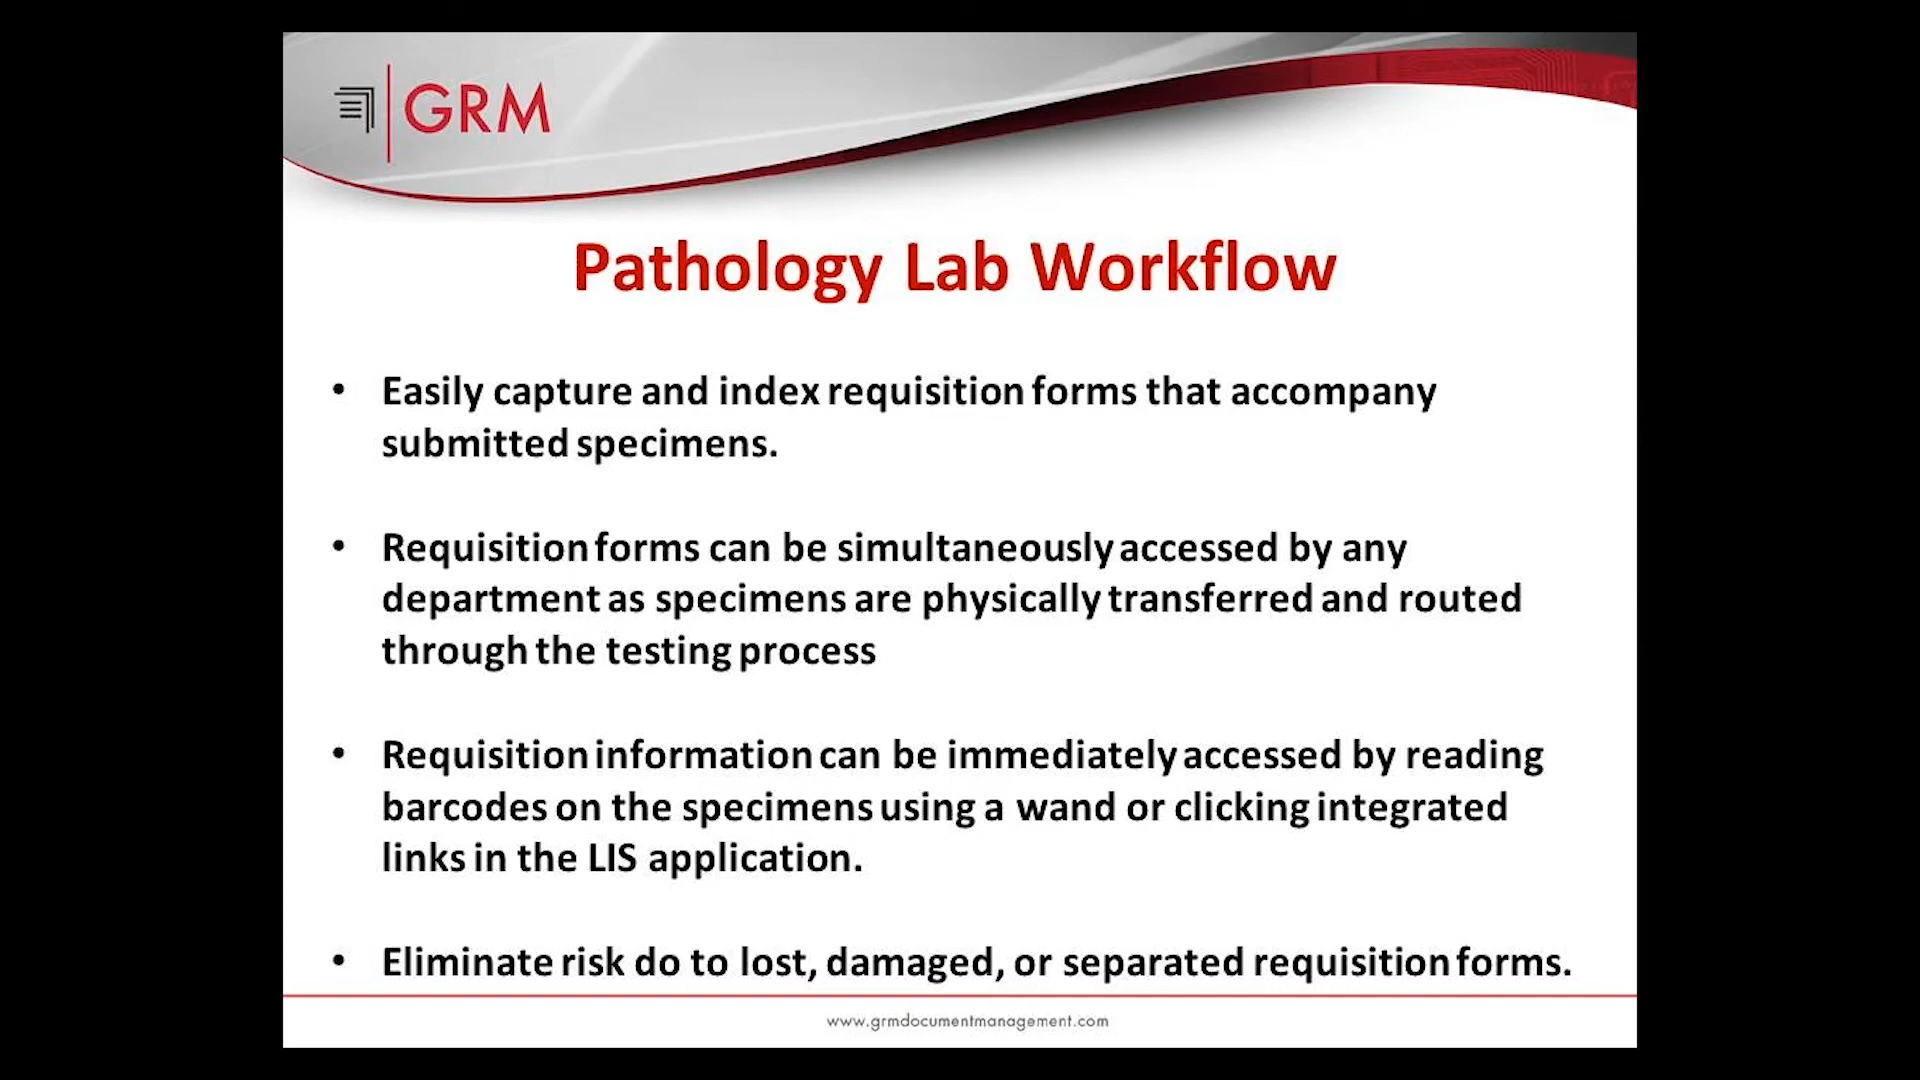 GRM
Pathology Lab Workflow
• Easily capture and index requisition forms that accompany
submitted specimens.
• Requisition forms can be simultaneously accessed by any
department as specimens are physically transferred and routed
through the testing process
• Requisition information can be immediately accessed by reading
barcodes on the specimens using a wand or clicking integrated
links in the LIS application.
• Eliminate risk do to lost, damaged, or separated requisition forms.
www.grmdocumentmanagement.com